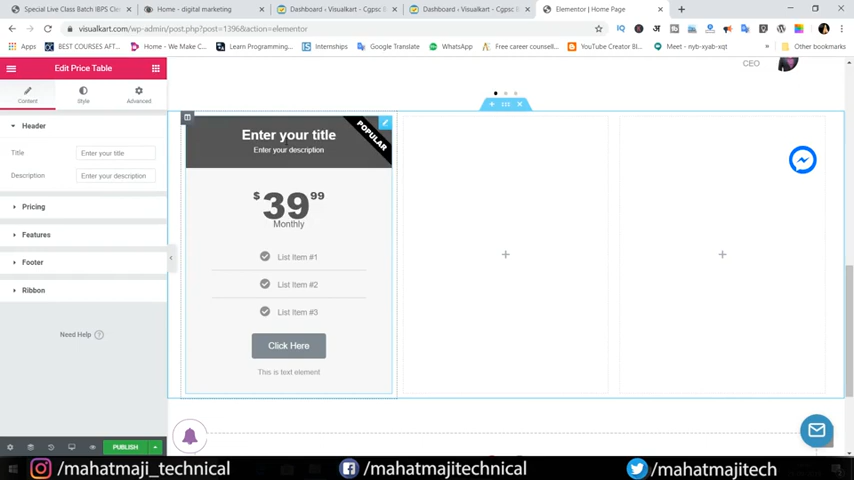 Special Live Class Batch IBPS Cle
Home - digital marketing
Dashboard ‹ Visualkart - Cgpsc B
Dashboard ‹ Visualkart - Cgpsc B
Elementor | Home Page
visualkart.com/wp-admin/post.php?post=1396&action=elementor
Apps
BEST COURSES AFT...
Home - We Make C...
Learn Programming...
Internships
Google Translate
WhatsApp
Free career counsell...
YouTube Creator Bl...
Meet - nyb-xyab-xqt
Other bookmarks
Edit Price Table
CEO
Content
Style
Advanced
Header
Title
Enter your title
Description
Enter your description
Pricing
Features
Footer
Ribbon
Need Help ?
PUBLISH
Enter your title
Enter your description
POPULAR
$ 39 99
Monthly
List Item #1
List Item #2
List Item #3
Click Here
This is text element
/mahatmaji_technical
/mahatmajitechnical
/mahatmajitech